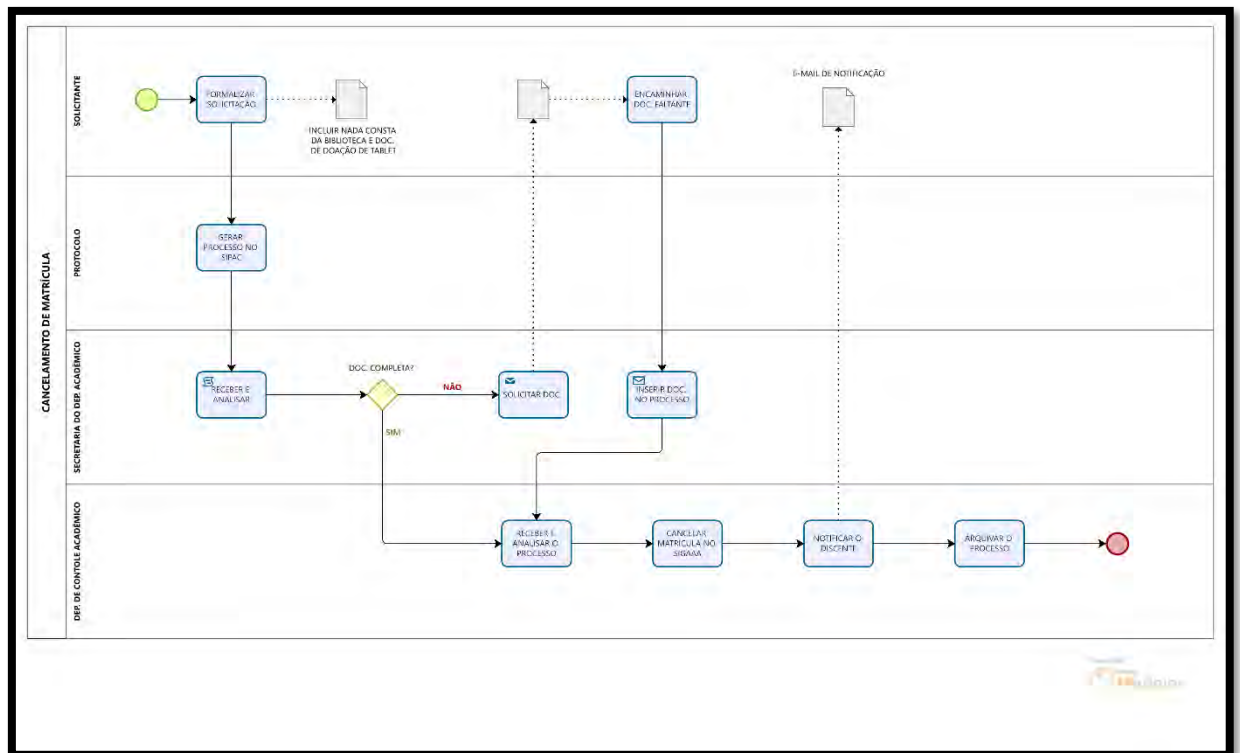 CANCELAMENTO DE MATRÍCULA
SOLICITANTE
FORMALIZAR
SOLICITAÇÃO
INCLUIR NADA CONSTA
DA BIBLIOTECA E DOC.
DE DOAÇÃO DE TABLET
ENCAMINHAR
DOC. FALTANTE
E-MAIL DE NOTIFICAÇÃO
PROTOCOLO
GERAR
PROCESSO NO
SIPAC
SECRETARIA DO DEP. ACADÊMICO
RECEBER E
ANALISAR
DOC. COMPLETA?
NÃO
SIM
SOLICITAR DOC.
INSERIR DOC.
NO PROCESSO
DEP. DE CONTOLE ACADÊMICO
RECEBER E
ANALISAR O
PROCESSO
CANCELAR
MATRÍCULA NO
SIGAAA
NOTIFICAR O
DISCENTE
ARQUIVAR O
PROCESSO